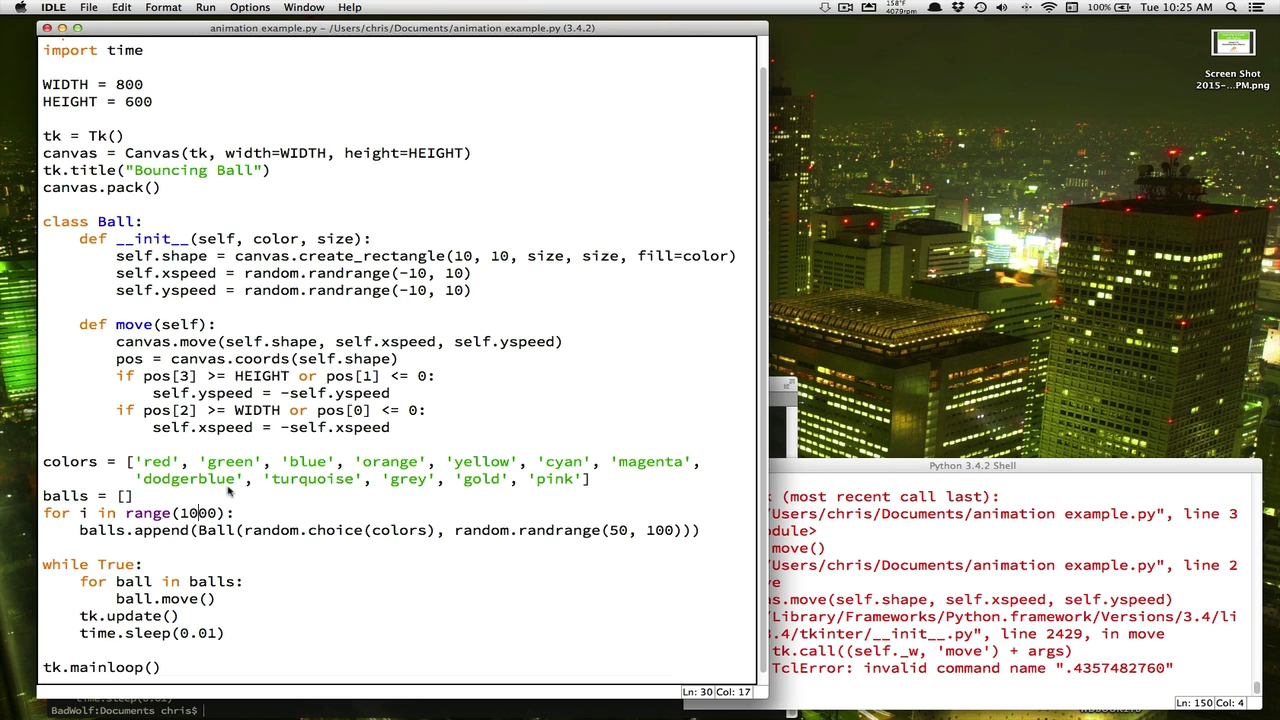 IDLE File Edit Format Run Options Window Help 158°F 4079rpm 100% Tue 10:25 AM
animation example.py - /Users/chris/Documents/animation example.py (3.4.2)
import time
WIDTH = 800
HEIGHT = 600
tk = Tk()
canvas = Canvas(tk, width=WIDTH, height=HEIGHT)
tk.title("Bouncing Ball")
canvas.pack()
class Ball:
def __init__(self, color, size):
self.shape = canvas.create_rectangle(10, 10, size, size, fill=color)
self.xspeed = random.randrange(-10, 10)
self.yspeed = random.randrange(-10, 10)
def move(self):
canvas.move(self.shape, self.xspeed, self.yspeed)
pos = canvas.coords(self.shape)
if pos[3] >= HEIGHT or pos[1] <= 0:
self.yspeed = -self.yspeed
if pos[2] >= WIDTH or pos[0] <= 0:
self.xspeed = -self.xspeed
colors = ['red', 'green', 'blue', 'orange', 'yellow', 'cyan', 'magenta',
'dodgerblue', 'turquoise', 'grey', 'gold', 'pink']
balls = []
for i in range(1000):
balls.append(Ball(random.choice(colors), random.randrange(50, 100)))
while True:
for ball in balls:
ball.move()
tk.update()
time.sleep(0.01)
tk.mainloop()
Ln: 30 Col: 17
BadWolf:Documents chris$
Screen Shot
2015-...PM.png
Python 3.4.2 Shell
k (most recent call last):
/Users/chris/Documents/animation example.py", line 3
odule>
move()
/Users/chris/Documents/animation example.py", line 2
ve
as.move(self.shape, self.xspeed, self.yspeed)
/Library/Frameworks/Python.framework/Versions/3.4/li
3.4/tkinter/__init__.py", line 2429, in move
tk.call((self._w, 'move') + args)
TclError: invalid command name ".4357482760"
Ln: 150 Col: 4